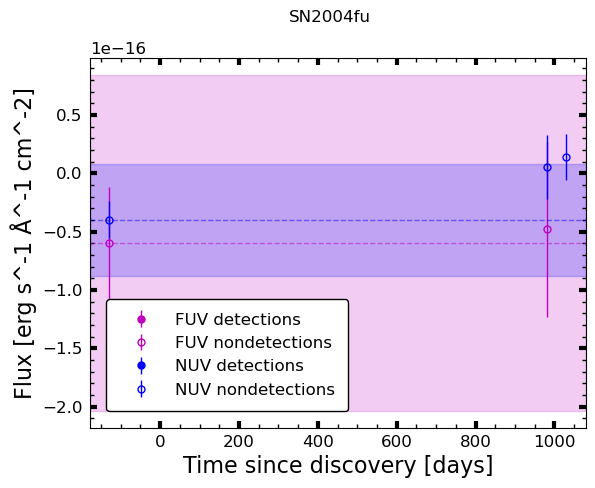 SN2004fu
1e−16
0.5
0.0
−0.5
−1.0
−1.5
−2.0
Flux [erg s^-1 Å^-1 cm^-2]
FUV detections
FUV nondetections
NUV detections
NUV nondetections
0 200 400 600 800 1000
Time since discovery [days]